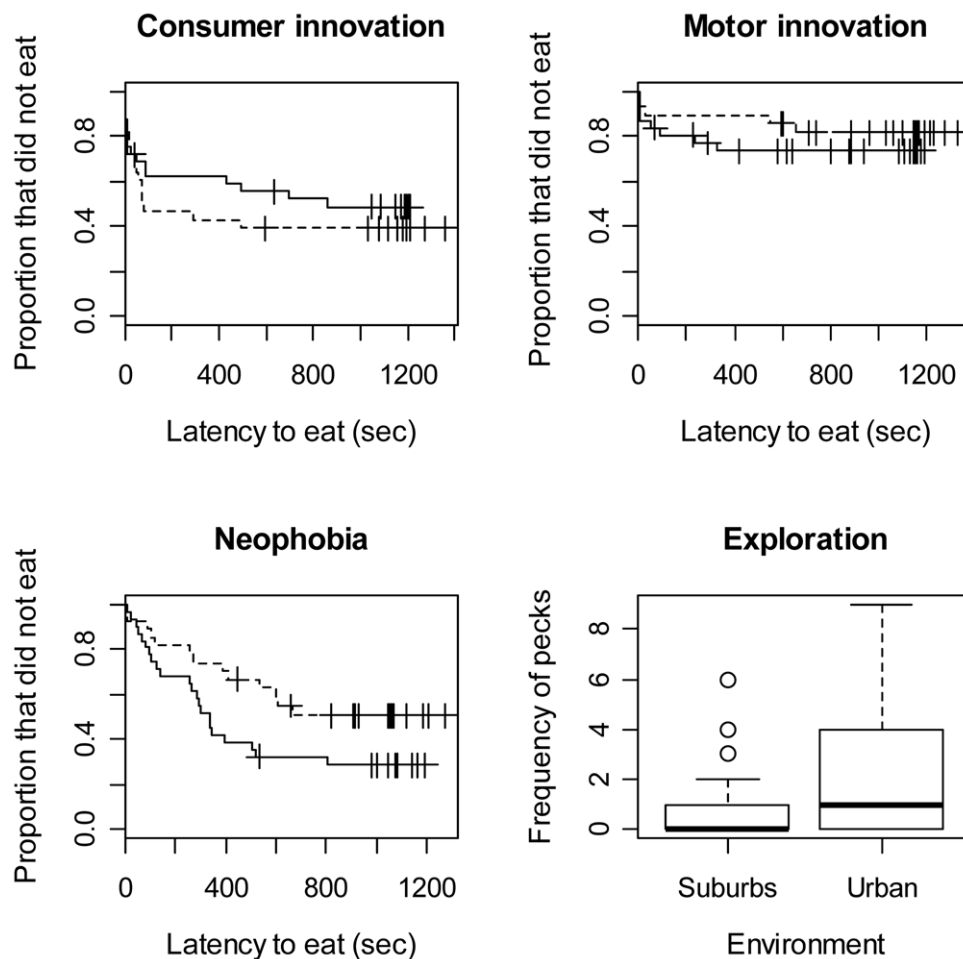 Consumer innovation
Proportion that did not eat
0.0 0.4 0.8
0 400 800 1200
Latency to eat (sec)
Motor innovation
Proportion that did not eat
0.0 0.4 0.8
0 400 800 1200
Latency to eat (sec)
Neophobia
Proportion that did not eat
0.0 0.4 0.8
0 400 800 1200
Latency to eat (sec)
Exploration
Frequency of pecks
0 2 4 6 8
Suburbs Urban
Environment